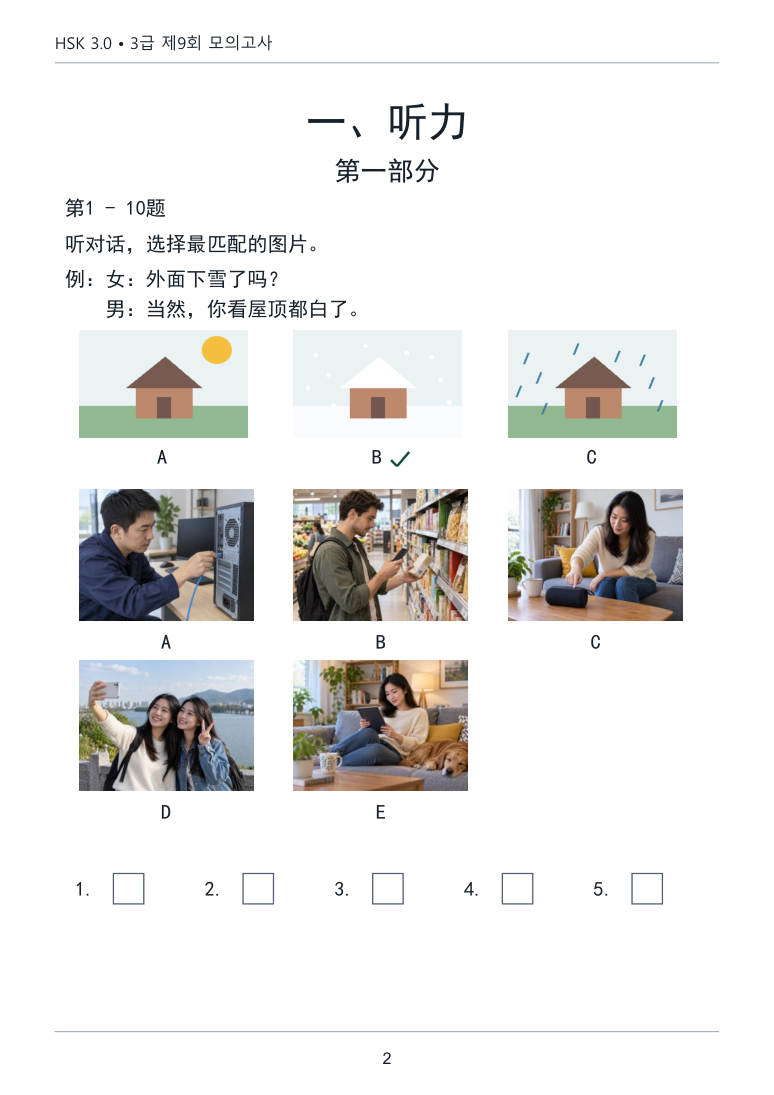 HSK 3.0 • 3급 제9회 모의고사
一、听力
第一部分
第1 - 10题
听对话，选择最匹配的图片。
例：女：外面下雪了吗？
男：当然，你看屋顶都白了。
A B C
A B C
D E
1. 2. 3. 4. 5.
2